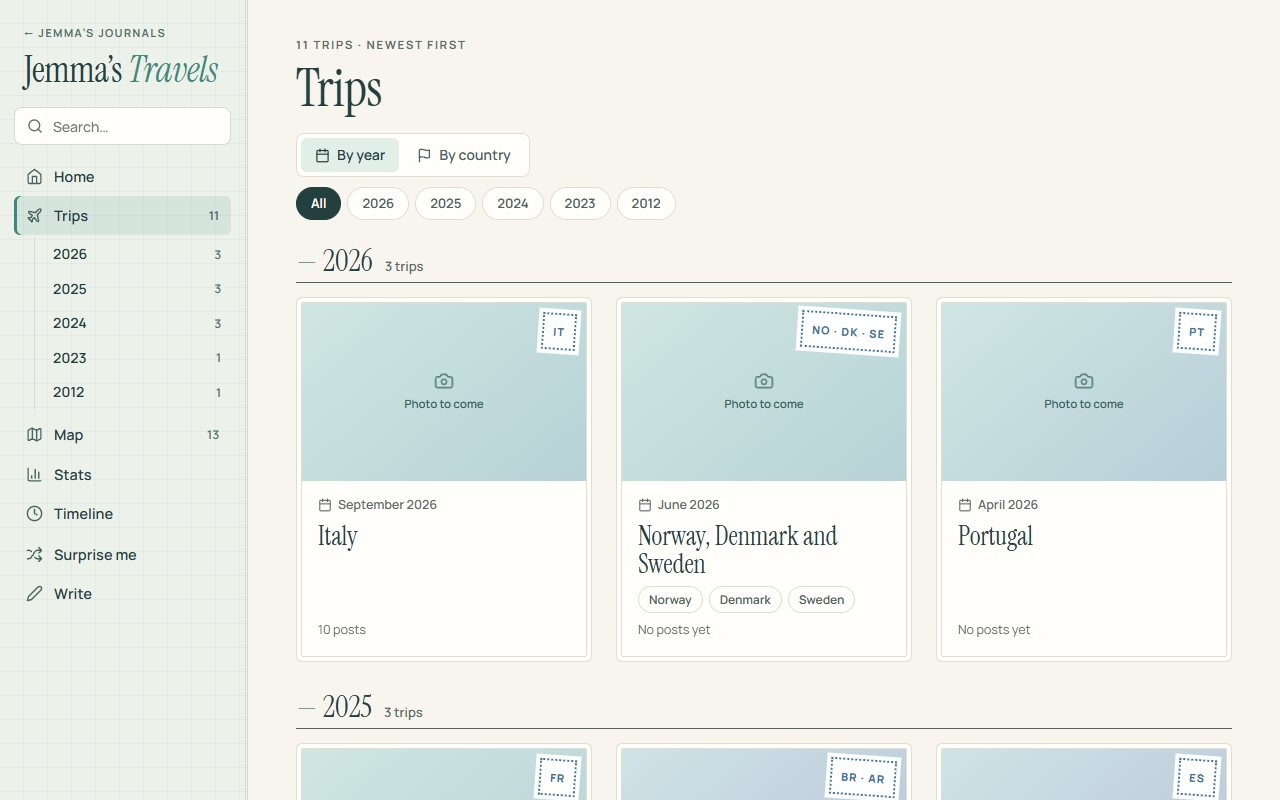 ← JEMMA'S JOURNALS
Jemma's Travels
Search…
Home
Trips 11
2026 3
2025 3
2024 3
2023 1
2012 1
Map 13
Stats
Timeline
Surprise me
Write
11 TRIPS · NEWEST FIRST
Trips
By year By country
All 2026 2025 2024 2023 2012
— 2026 3 trips
IT
Photo to come
September 2026
Italy
10 posts
NO · DK · SE
Photo to come
June 2026
Norway, Denmark and
Sweden
Norway Denmark Sweden
No posts yet
PT
Photo to come
April 2026
Portugal
No posts yet
— 2025 3 trips
FR
BR · AR
ES